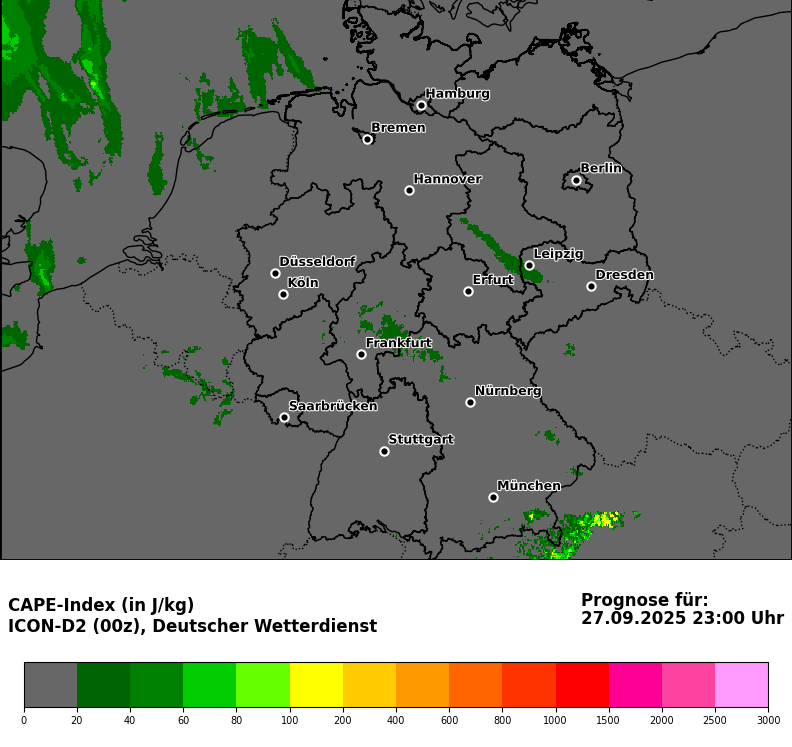 Hamburg
Bremen
Berlin
Hannover
Leipzig
Düsseldorf
Dresden
Köln
Erfurt
Frankfurt
Nürnberg
Saarbrücken
Stuttgart
München
CAPE-Index (in J/kg)
ICON-D2 (00z), Deutscher Wetterdienst
Prognose für:
27.09.2025 23:00 Uhr
0 20 40 60 80 100 200 400 600 800 1000 1500 2000 2500 3000